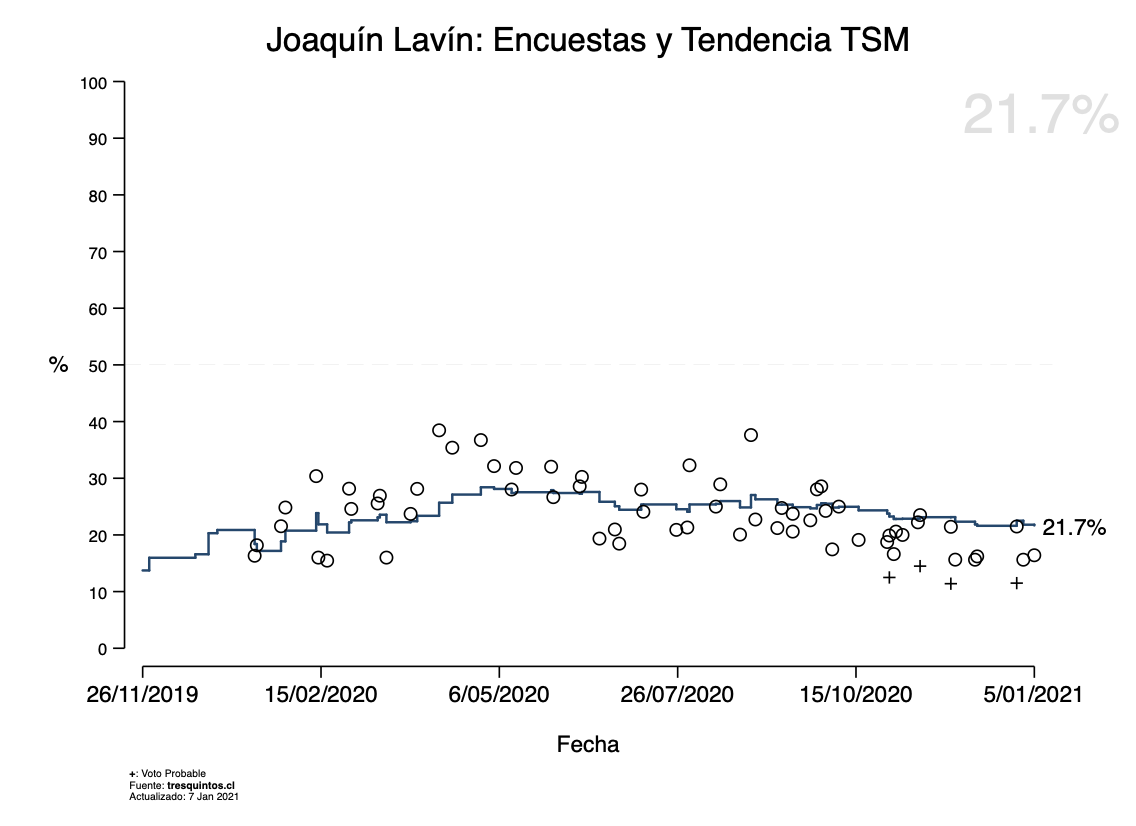 Joaquín Lavín: Encuestas y Tendencia TSM
21.7%
100
90
80
70
60
% 50
40
30
20
10
0
21.7%
26/11/2019 15/02/2020 6/05/2020 26/07/2020 15/10/2020 5/01/2021
Fecha
+: Voto Probable
Fuente: tresquintos.cl
Actualizado: 7 Jan 2021